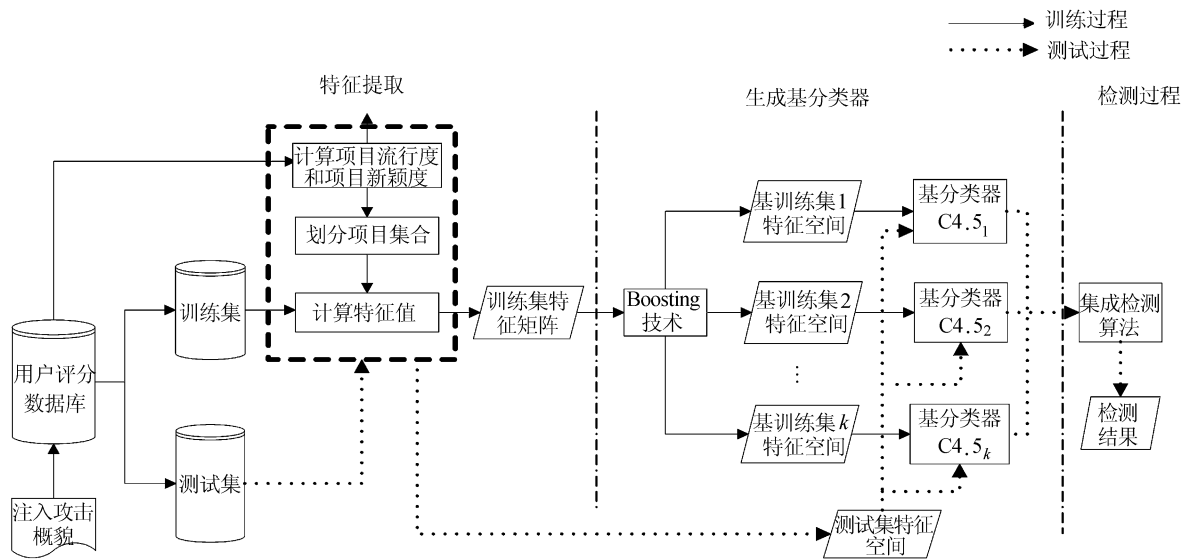 训练过程
测试过程
特征提取
生成基分类器
检测过程
计算项目流行度
和项目新颖度
划分项目集合
计算特征值
训练集
测试集
用户评分
数据库
注入攻击
概貌
训练集特
征矩阵
Boosting
技术
基训练集1
特征空间
基训练集2
特征空间
⋮
基训练集k
特征空间
基分类器
C4.5₁
基分类器
C4.5₂
基分类器
C4.5ₖ
测试集特征
空间
集成检测
算法
检测
结果